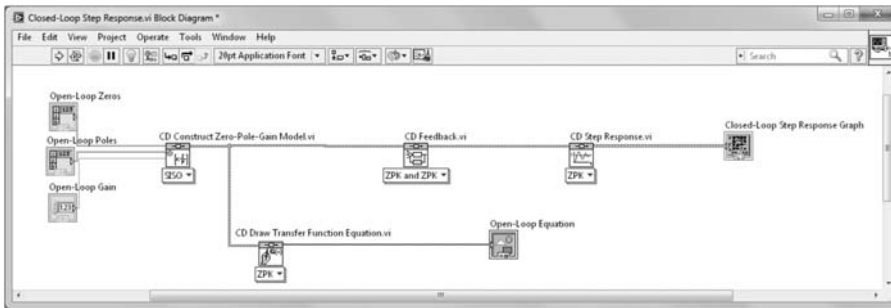 Closed-Loop Step Response.vi Block Diagram *
File Edit View Project Operate Tools Window Help
20pt Application Font
Search
Open-Loop Zeros
Open-Loop Poles
CD Construct Zero-Pole-Gain Model.vi
CD Feedback.vi
CD Step Response.vi
Closed-Loop Step Response Graph
SISO
ZPK and ZPK
ZPK
Open-Loop Gain
CD Draw Transfer Function Equation.vi
Open-Loop Equation
ZPK